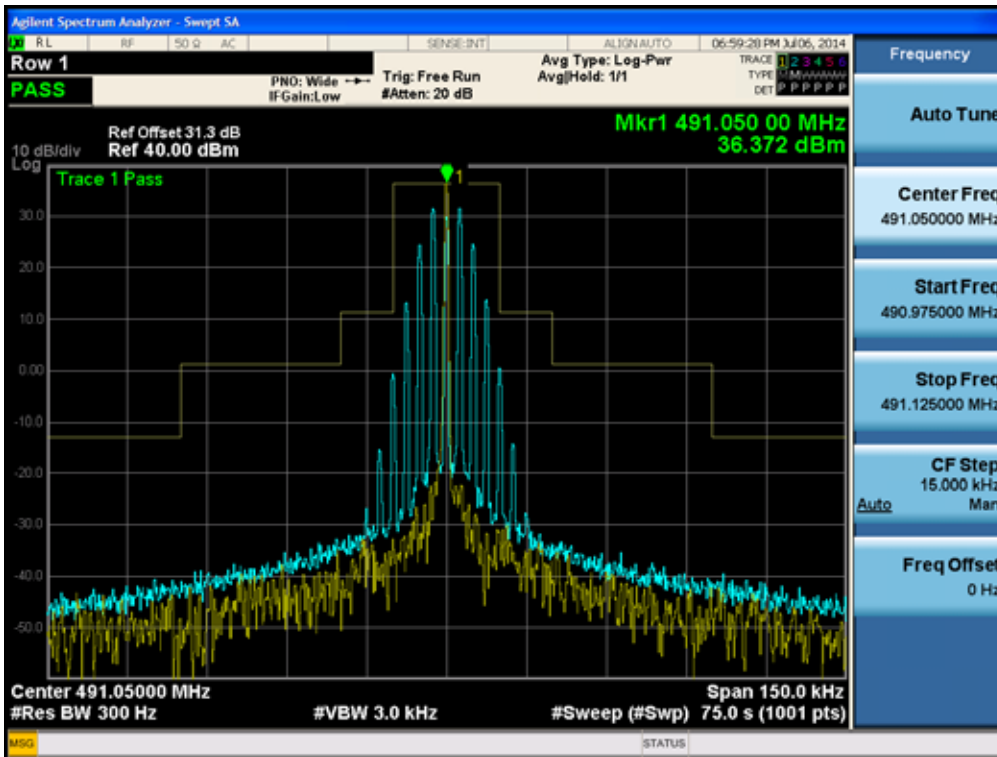 Agilent Spectrum Analyzer - Swept SA
RL RF 50 Ω AC SENSE:INT ALIGN AUTO 06:59:28 PM Jul 06, 2014
Row 1
PASS
PNO: Wide
IFGain:Low
Trig: Free Run
#Atten: 20 dB
Avg Type: Log-Pwr
Avg|Hold: 1/1
TRACE 1 2 3 4 5 6
TYPE
DET P P P P P P
Mkr1 491.050 00 MHz
36.372 dBm
Ref Offset 31.3 dB
10 dB/div Ref 40.00 dBm
Log
Trace 1 Pass
1
30.0
20.0
10.0
0.00
-10.0
-20.0
-30.0
-40.0
-50.0
Center 491.05000 MHz Span 150.0 kHz
#Res BW 300 Hz #VBW 3.0 kHz #Sweep (#Swp) 75.0 s (1001 pts)
MSG STATUS
Frequency
Auto Tune
Center Freq
491.050000 MHz
Start Freq
490.975000 MHz
Stop Freq
491.125000 MHz
CF Step
15.000 kHz
Auto Man
Freq Offset
0 Hz